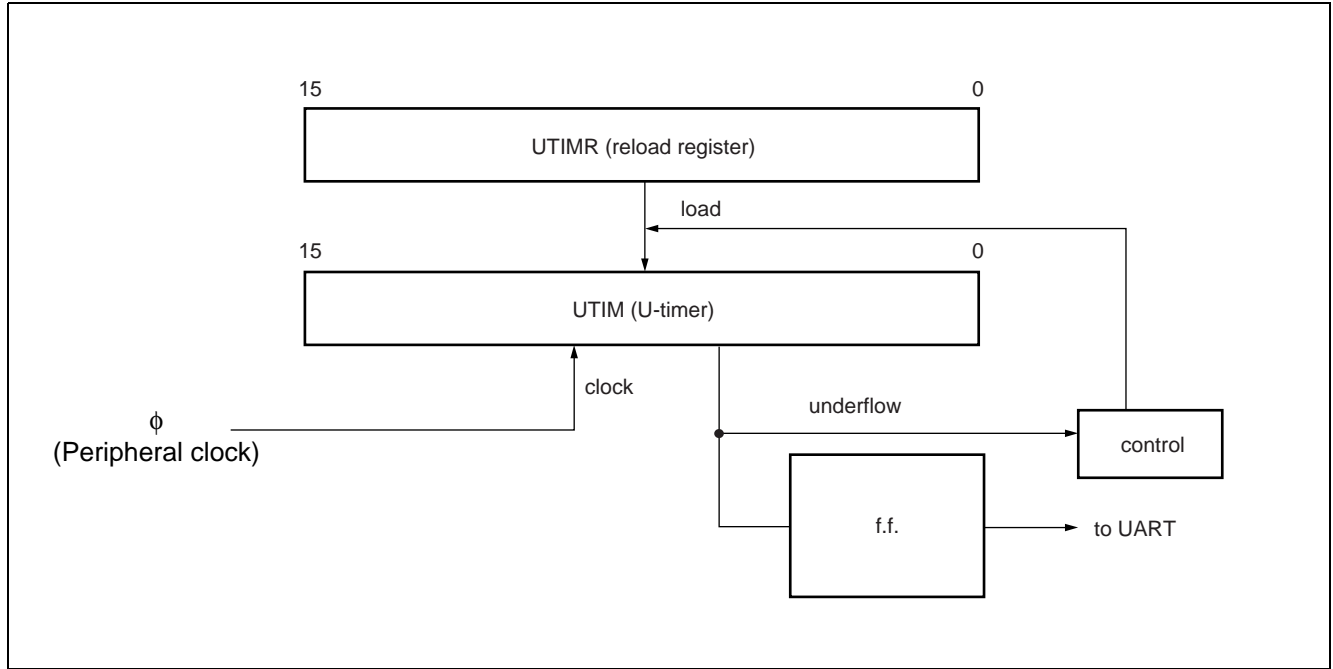 15 0
UTIMR (reload register)
load
15 0
UTIM (U-timer)
clock
underflow
ϕ
(Peripheral clock)
control
f.f.
to UART